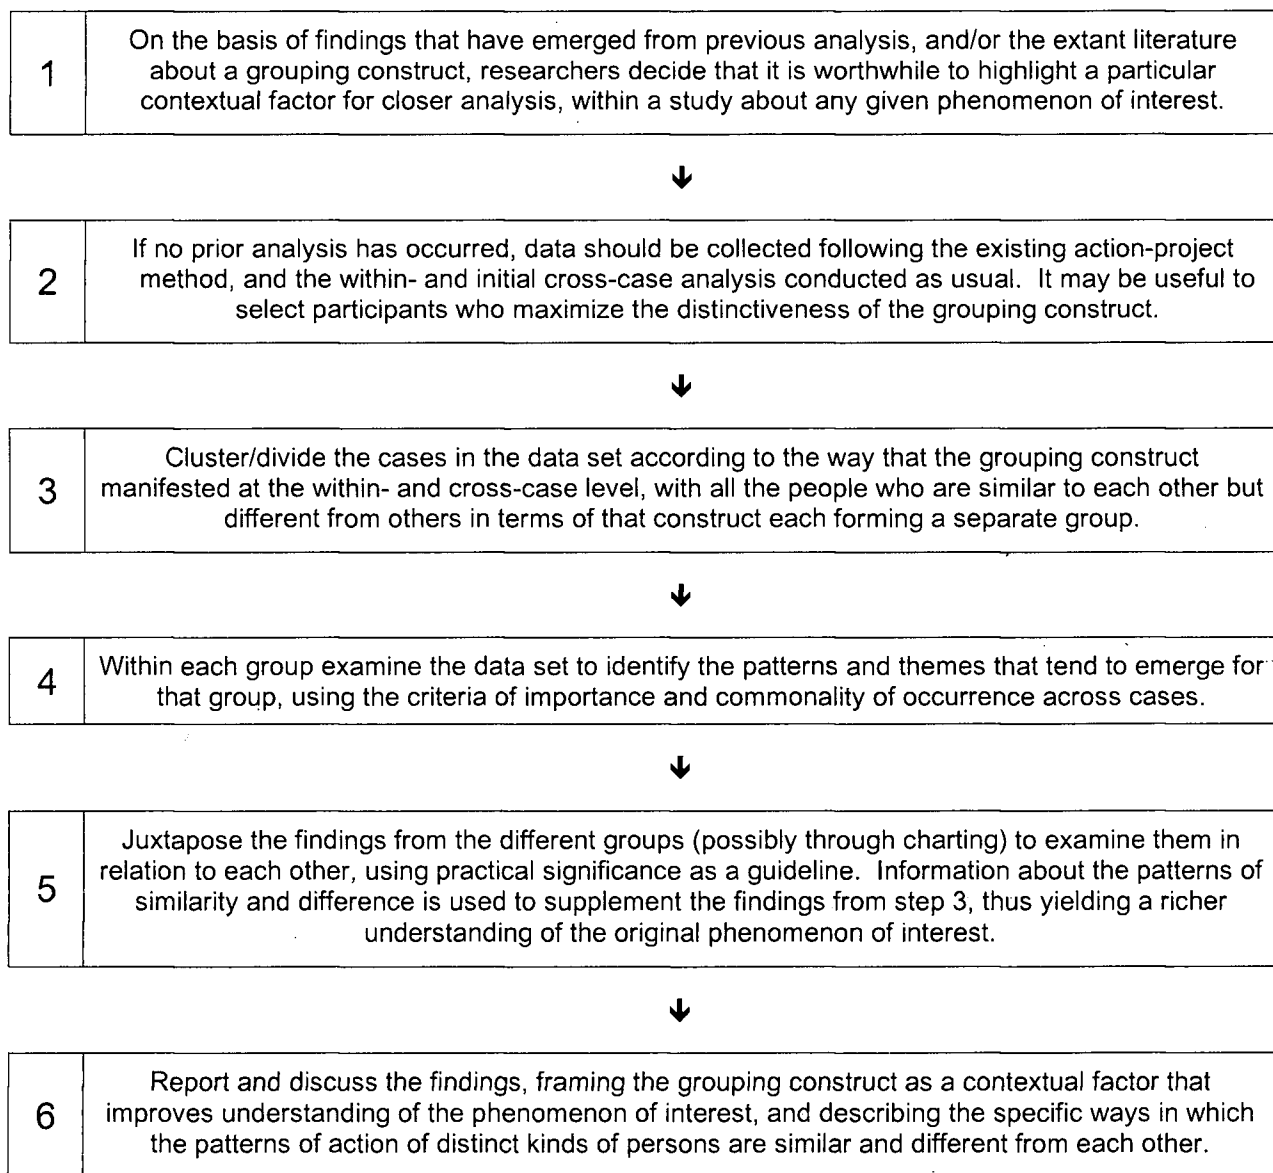 1
On the basis of findings that have emerged from previous analysis, and/or the extant literature
about a grouping construct, researchers decide that it is worthwhile to highlight a particular
contextual factor for closer analysis, within a study about any given phenomenon of interest.
2
If no prior analysis has occurred, data should be collected following the existing action-project
method, and the within- and initial cross-case analysis conducted as usual. It may be useful to
select participants who maximize the distinctiveness of the grouping construct.
3
Cluster/divide the cases in the data set according to the way that the grouping construct
manifested at the within- and cross-case level, with all the people who are similar to each other but
different from others in terms of that construct each forming a separate group.
4
Within each group examine the data set to identify the patterns and themes that tend to emerge for
that group, using the criteria of importance and commonality of occurrence across cases.
5
Juxtapose the findings from the different groups (possibly through charting) to examine them in
relation to each other, using practical significance as a guideline. Information about the patterns of
similarity and difference is used to supplement the findings from step 3, thus yielding a richer
understanding of the original phenomenon of interest.
6
Report and discuss the findings, framing the grouping construct as a contextual factor that
improves understanding of the phenomenon of interest, and describing the specific ways in which
the patterns of action of distinct kinds of persons are similar and different from each other.